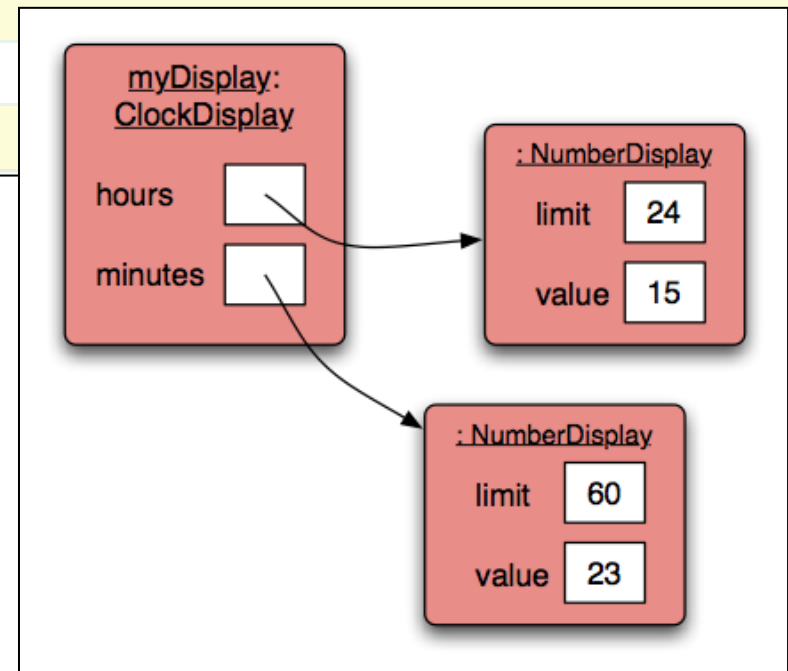 myDisplay:
ClockDisplay
hours
minutes
: NumberDisplay
limit 24
value 15
: NumberDisplay
limit 60
value 23